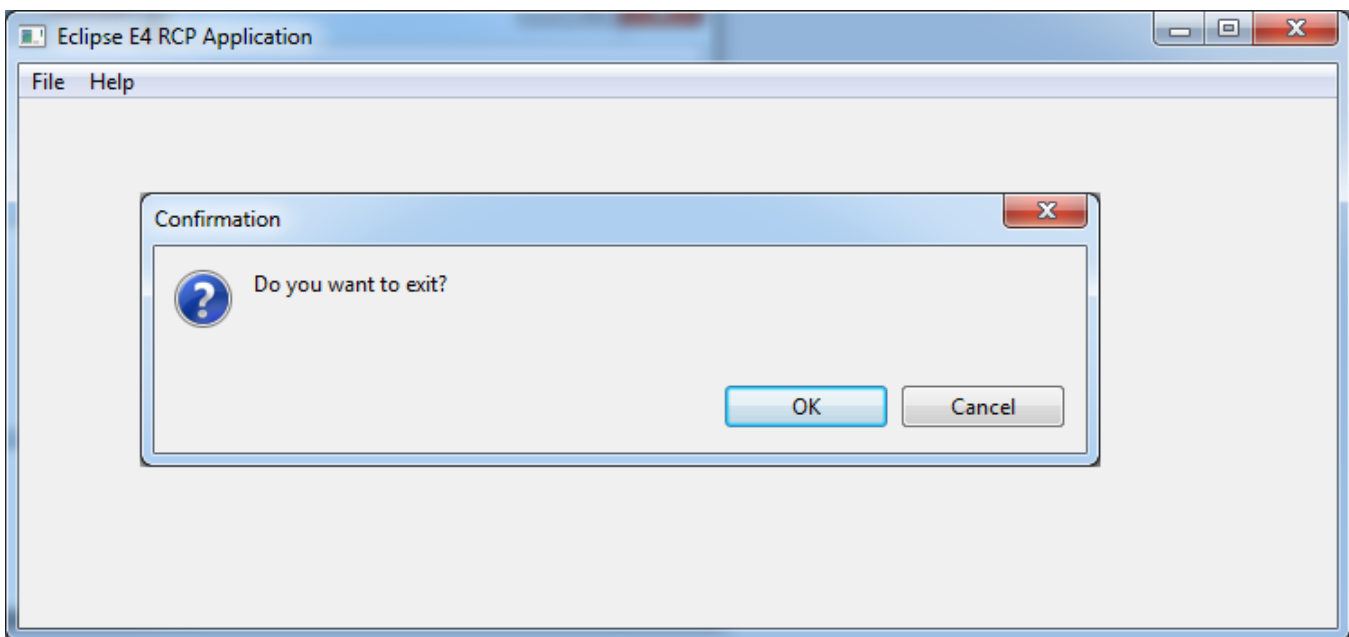 Eclipse E4 RCP Application
File Help
Confirmation
Do you want to exit?
OK Cancel